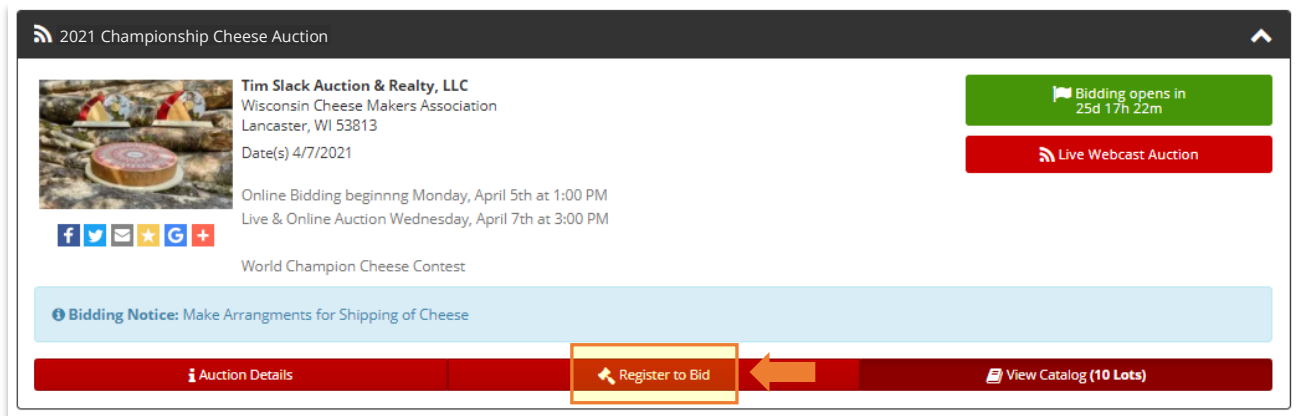 2021 Championship Cheese Auction
Tim Slack Auction & Realty, LLC
Wisconsin Cheese Makers Association
Lancaster, WI 53813
Date(s) 4/7/2021
Online Bidding beginnng Monday, April 5th at 1:00 PM
Live & Online Auction Wednesday, April 7th at 3:00 PM
World Champion Cheese Contest
Bidding opens in
25d 17h 22m
Live Webcast Auction
Bidding Notice: Make Arrangments for Shipping of Cheese
Auction Details
Register to Bid
View Catalog (10 Lots)